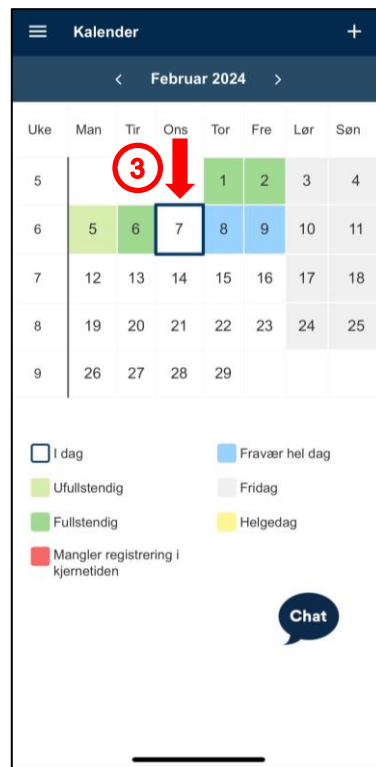 Kalender +
< Februar 2024 >
Uke Man Tir Ons Tor Fre Lør Søn
3
5 1 2 3 4
6 5 6 7 8 9 10 11
7 12 13 14 15 16 17 18
8 19 20 21 22 23 24 25
9 26 27 28 29
I dag
Fravær hel dag
Ufullstendig
Fridag
Fullstendig
Helgedag
Mangler registrering i
kjernetiden
Chat